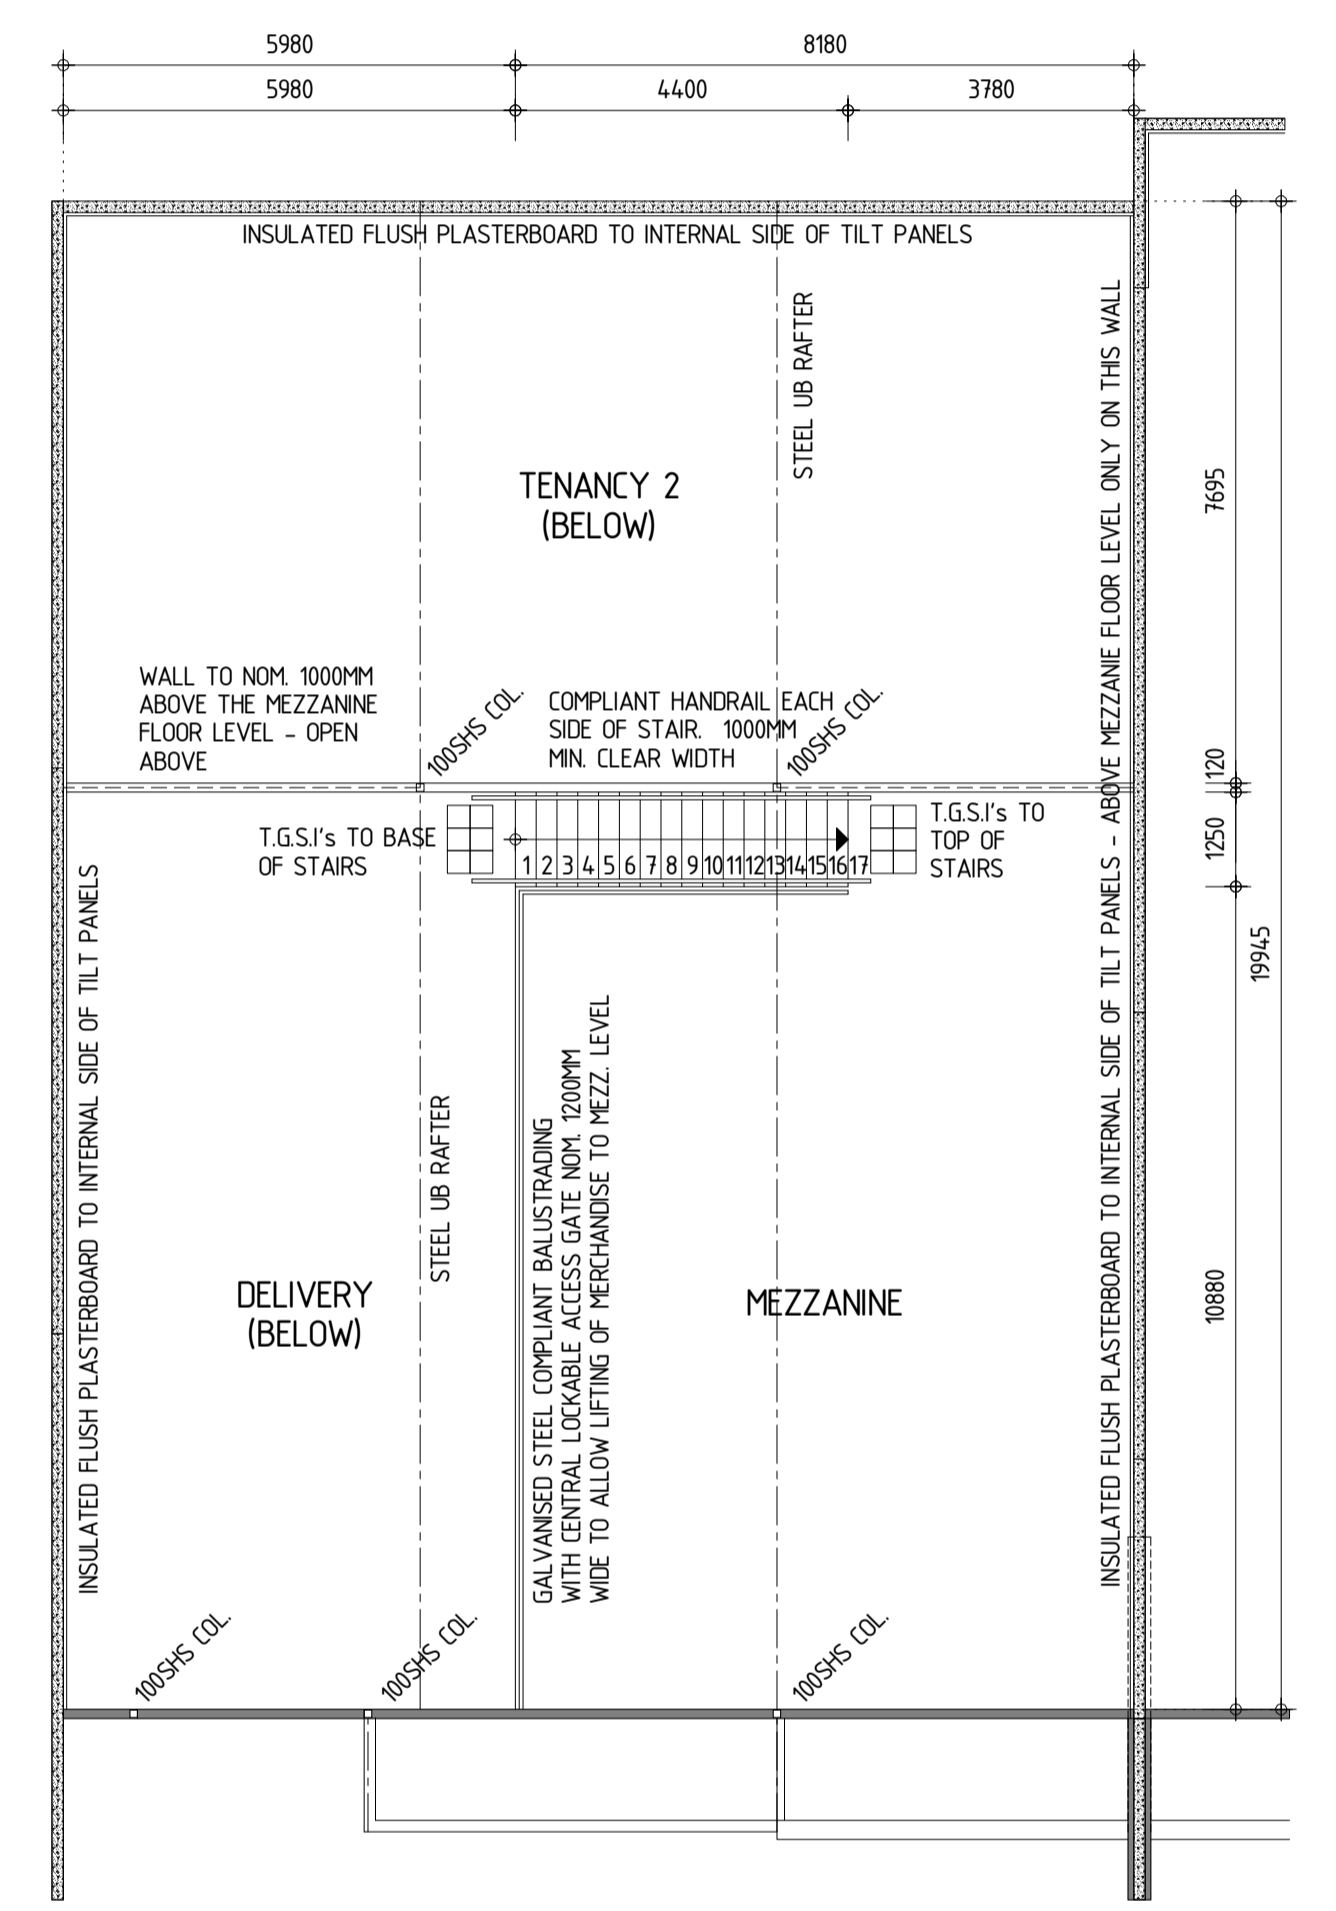 5980
8180
5980
4400
3780
INSULATED FLUSH PLASTERBOARD TO INTERNAL SIDE OF TILT PANELS
STEEL UB RAFTER
TENANCY 2
(BELOW)
7695
WALL TO NOM. 1000MM
ABOVE THE MEZZANINE
FLOOR LEVEL - OPEN
ABOVE
100SHS COL.
COMPLIANT HANDRAIL EACH
SIDE OF STAIR. 1000MM
MIN. CLEAR WIDTH
100SHS COL.
120
T.G.S.I's TO BASE
OF STAIRS
1 2 3 4 5 6 7 8 9 10 11 12 13 14 15 16 17
T.G.S.I's TO
TOP OF
STAIRS
1250
19945
INSULATED FLUSH PLASTERBOARD TO INTERNAL SIDE OF TILT PANELS
STEEL UB RAFTER
GALVANISED STEEL COMPLIANT BALUSTRADING
WITH CENTRAL LOCKABLE ACCESS GATE NOM. 1200MM
WIDE TO ALLOW LIFTING OF MERCHANDISE TO MEZZ. LEVEL
INSULATED FLUSH PLASTERBOARD TO INTERNAL SIDE OF TILT PANELS - ABOVE MEZZANIE FLOOR LEVEL ONLY ON THIS WALL
DELIVERY
(BELOW)
MEZZANINE
10880
100SHS COL.
100SHS COL.
100SHS COL.